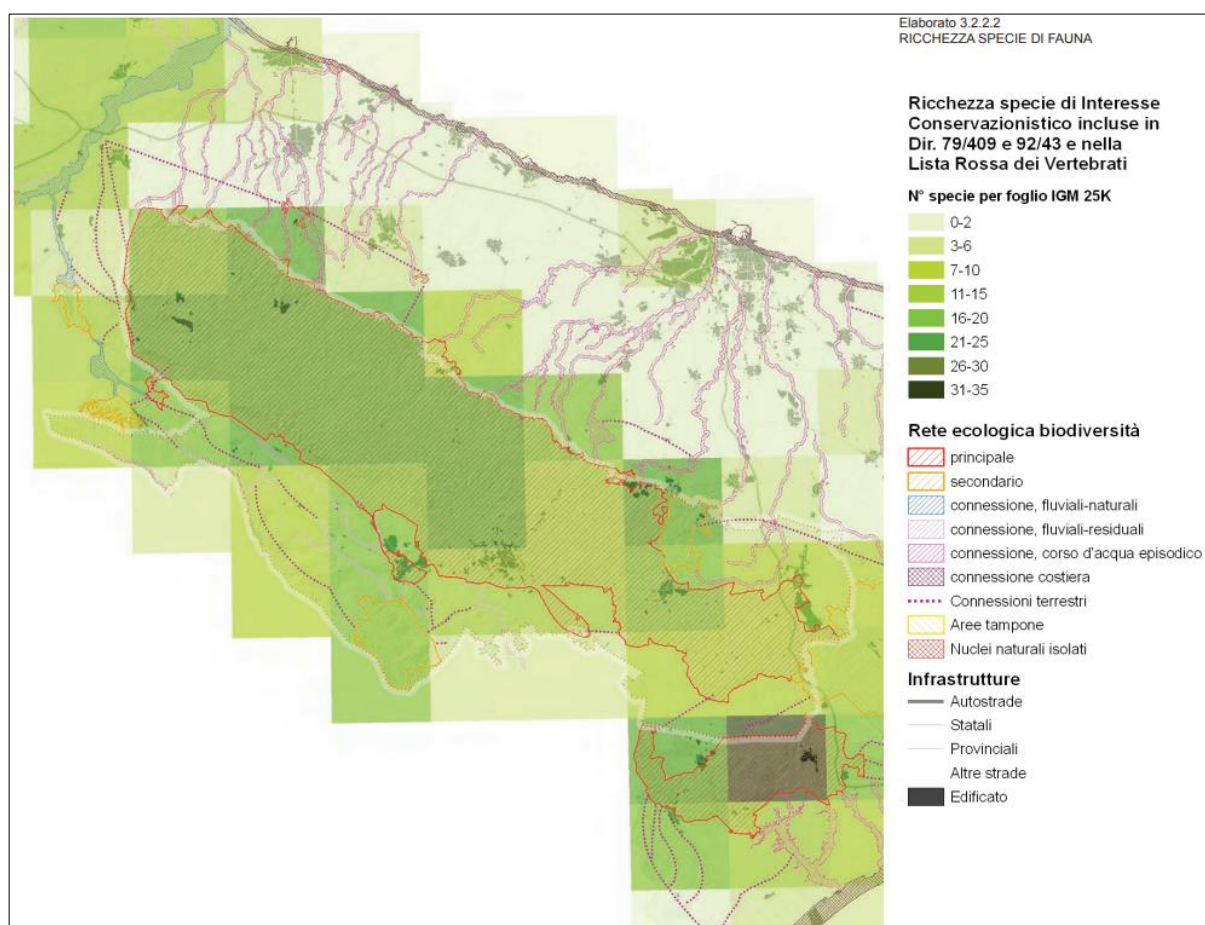 Elaborato 3.2.2.2
RICCHEZZA SPECIE DI FAUNA
Ricchezza specie di Interesse
Conservazionistico incluse in
Dir. 79/409 e 92/43 e nella
Lista Rossa dei Vertebrati
N° specie per foglio IGM 25K
0-2
3-6
7-10
11-15
16-20
21-25
26-30
31-35
Rete ecologica biodiversità
principale
secondario
connessione, fluviali-naturali
connessione, fluviali-residuali
connessione, corso d'acqua episodico
connessione costiera
Connessioni terrestri
Aree tampone
Nuclei naturali isolati
Infrastrutture
Autostrade
Statali
Provinciali
Altre strade
Edificato